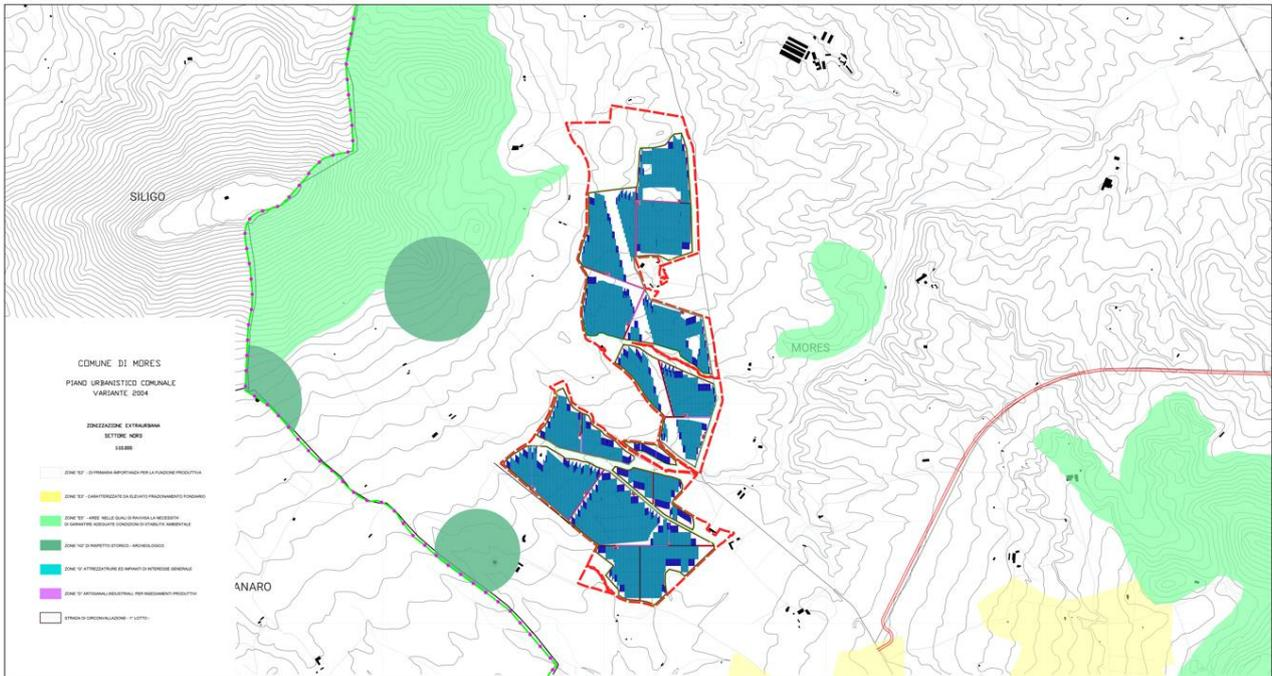 SILIGO
MORES
ANARO
COMUNE DI MORES
PIANO URBANISTICO COMUNALE
VARIANTE 2004
ZONIZZAZIONE EXTRAURBANA
SETTORE NORD
ZONE "E2" - DI PRIMARIA IMPORTANZA PER LA FUNZIONE PRODUTTIVA
ZONE "E3" - CARATTERIZZATE DA ELEVATO FRAZIONAMENTO FONDIARIO
ZONE "E5" - AREE NELLE QUALI SI RAVVISA LA NECESSITA'
DI GARANTIRE ADEGUATE CONDIZIONI DI STABILITA' AMBIENTALE
ZONE "H2" DI RISPETTO STORICO - ARCHEOLOGICO
ZONE "G" ATTREZZATRURE ED IMPIANTI DI INTERESSE GENERALE
ZONE "D" ARTIGIANALI,INDUSTRIALI, PER INSEDIAMENTI PRODUTTIVI
STRADA DI CIRCONVALLAZIONE - 1° LOTTO -